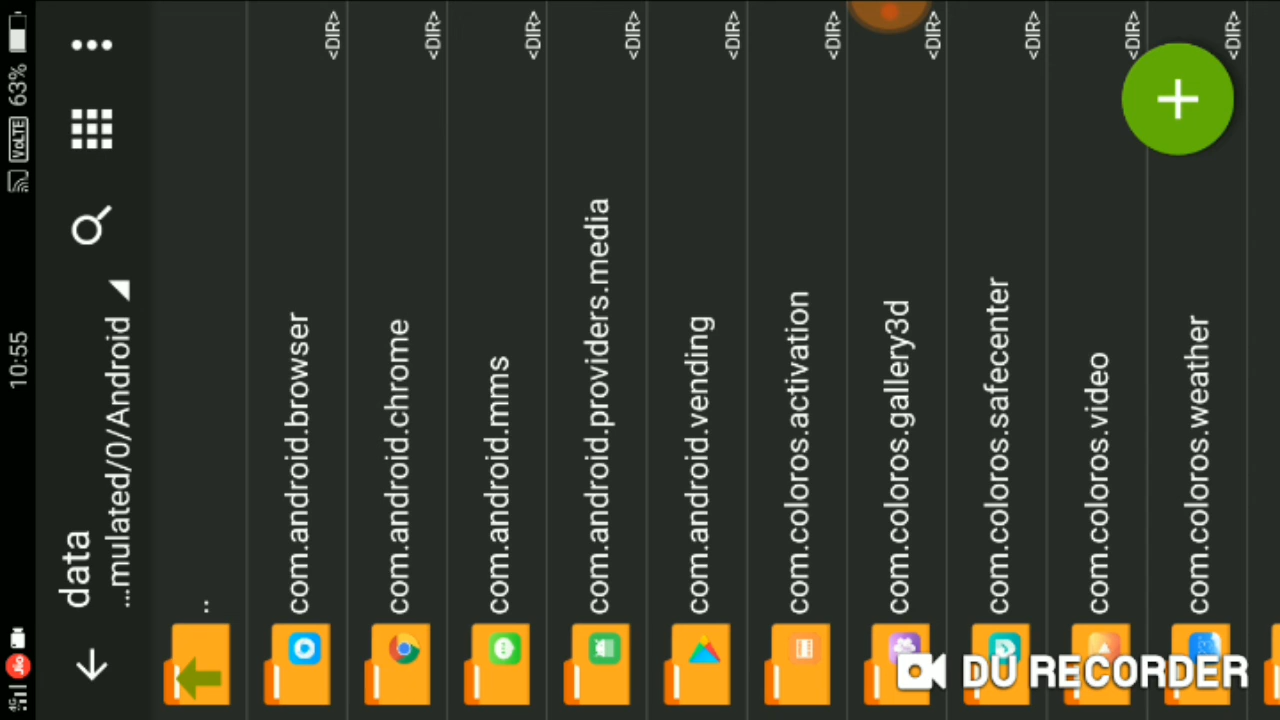 4G Jio 10:55 VoLTE 63%
data
...mulated/0/Android
..
com.android.browser <DIR>
com.android.chrome <DIR>
com.android.mms <DIR>
com.android.providers.media <DIR>
com.android.vending <DIR>
com.coloros.activation <DIR>
com.coloros.gallery3d <DIR>
com.coloros.safecenter <DIR>
com.coloros.video <DIR>
com.coloros.weather <DIR>
DU RECORDER